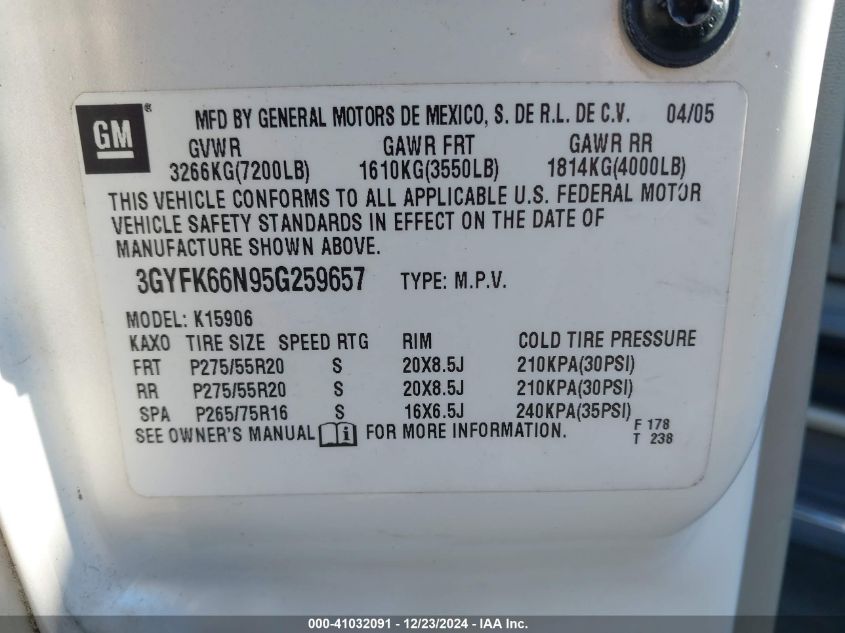 GM ® MFD BY GENERAL MOTORS DE MEXICO, S. DE R.L. DE C.V. 04/05
GVWR GAWR FRT GAWR RR
3266KG(7200LB) 1610KG(3550LB) 1814KG(4000LB)
THIS VEHICLE CONFORMS TO ALL APPLICABLE U.S. FEDERAL MOTOR
VEHICLE SAFETY STANDARDS IN EFFECT ON THE DATE OF
MANUFACTURE SHOWN ABOVE.
3GYFK66N95G259657 TYPE: M.P.V.
MODEL: K15906
KAXO TIRE SIZE SPEED RTG RIM COLD TIRE PRESSURE
FRT P275/55R20 S 20X8.5J 210KPA(30PSI)
RR P275/55R20 S 20X8.5J 210KPA(30PSI)
SPA P265/75R16 S 16X6.5J 240KPA(35PSI)
SEE OWNER'S MANUAL i FOR MORE INFORMATION. F 178
T 238
000-41032091 - 12/23/2024 - IAA Inc.